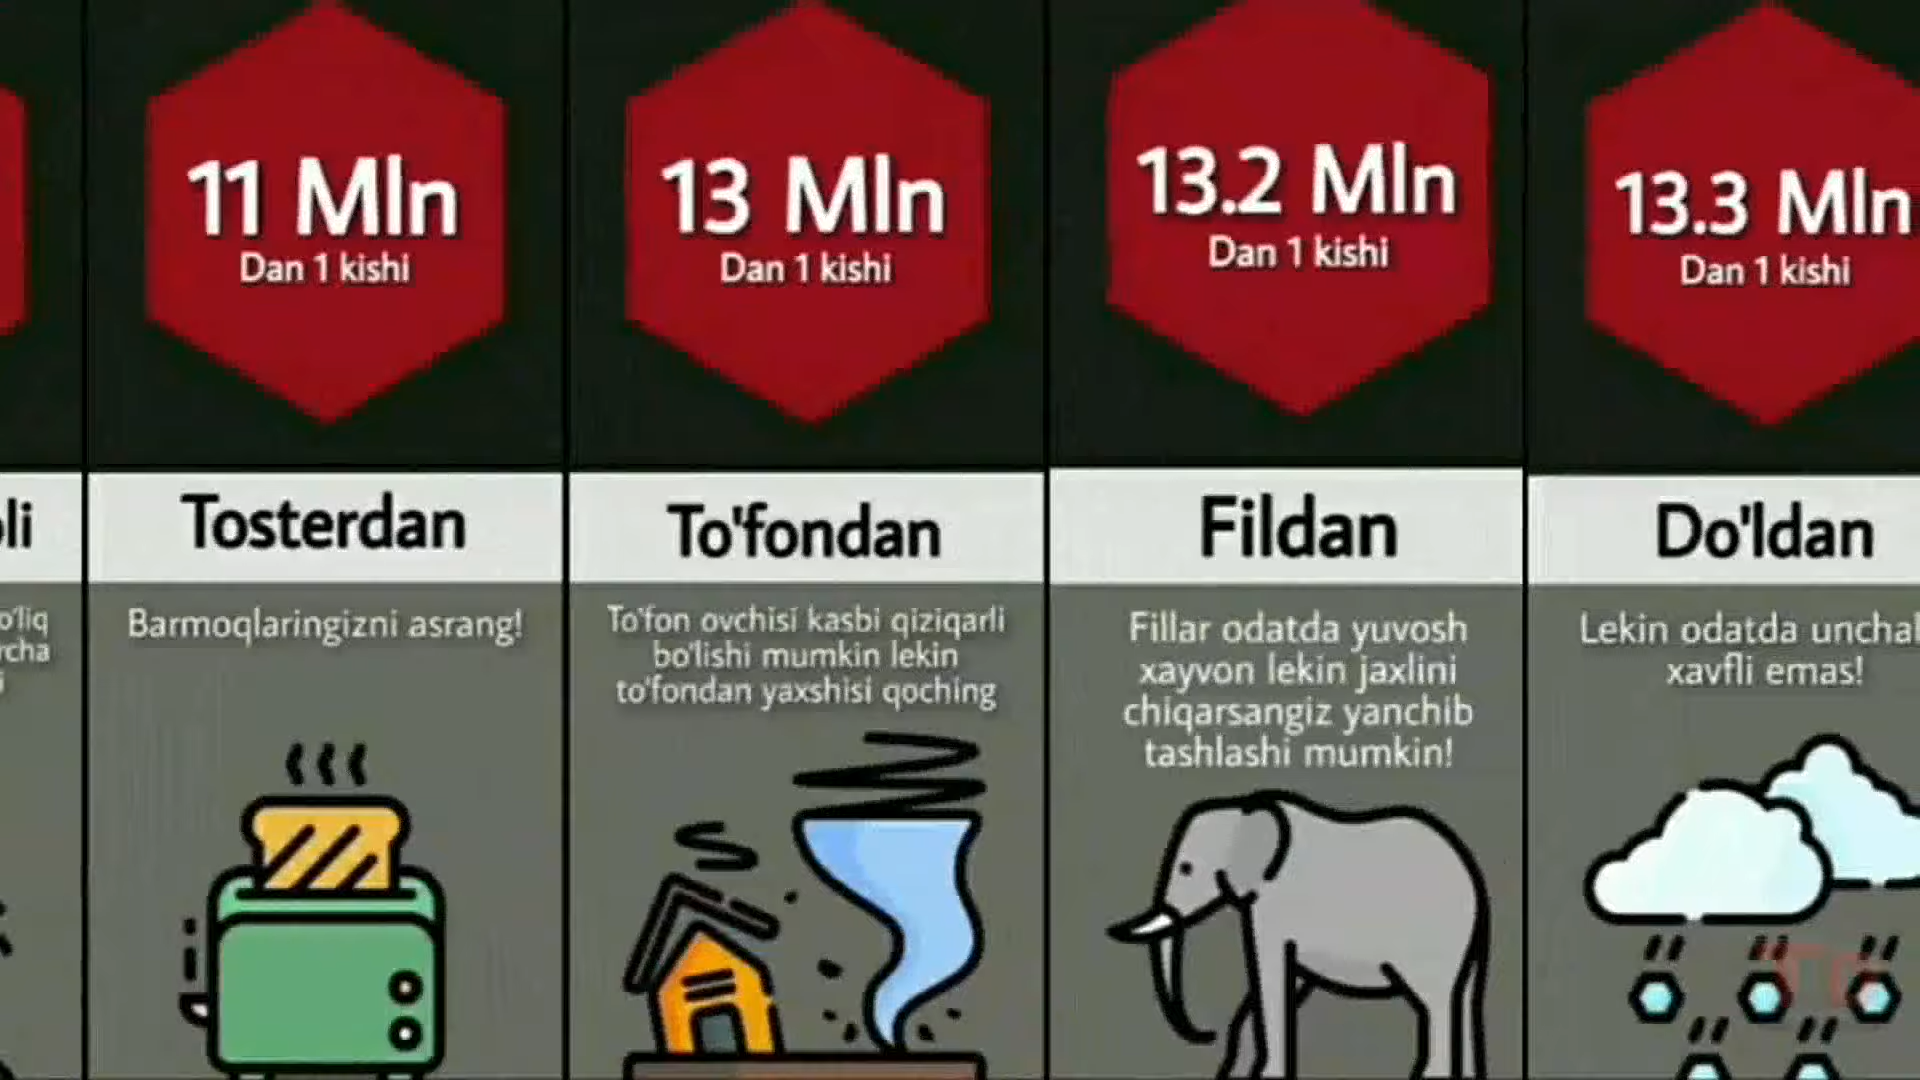 11 Mln
Dan 1 kishi
13 Mln
Dan 1 kishi
13.2 Mln
Dan 1 kishi
13.3 Mln
Dan 1 kishi
Tosterdan
To'fondan
Fildan
Do'ldan
Barmoqlaringizni asrang!
To'fon ovchisi kasbi qiziqarli
bo'lishi mumkin lekin
to'fondan yaxshisi qoching
Fillar odatda yuvosh
xayvon lekin jaxlini
chiqarsangiz yanchib
tashlashi mumkin!
Lekin odatda
xavfli emas!